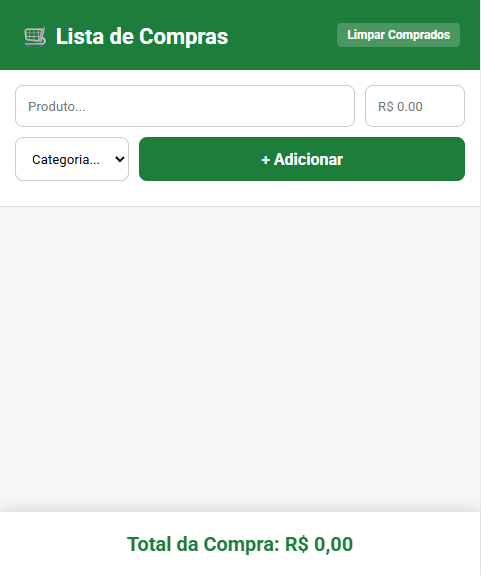 Lista de Compras
Limpar Comprados
Produto...
R$ 0.00
Categoria...
+ Adicionar
Total da Compra: R$ 0,00